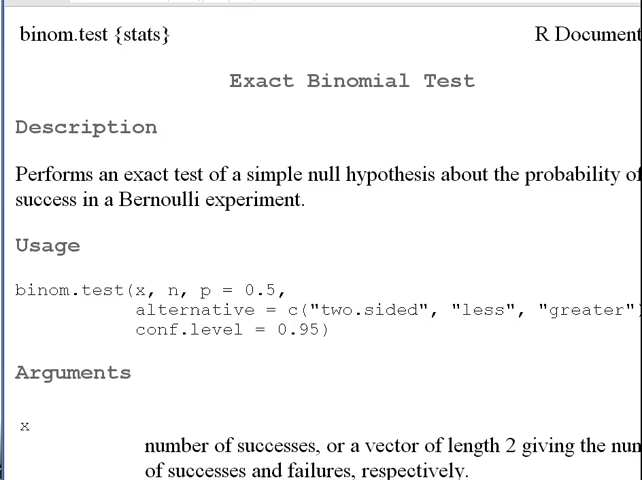 binom.test {stats} R Document
Exact Binomial Test
Description
Performs an exact test of a simple null hypothesis about the probability of
success in a Bernoulli experiment.
Usage
binom.test(x, n, p = 0.5,
alternative = c("two.sided", "less", "greater")
conf.level = 0.95)
Arguments
x
number of successes, or a vector of length 2 giving the num
of successes and failures, respectively.